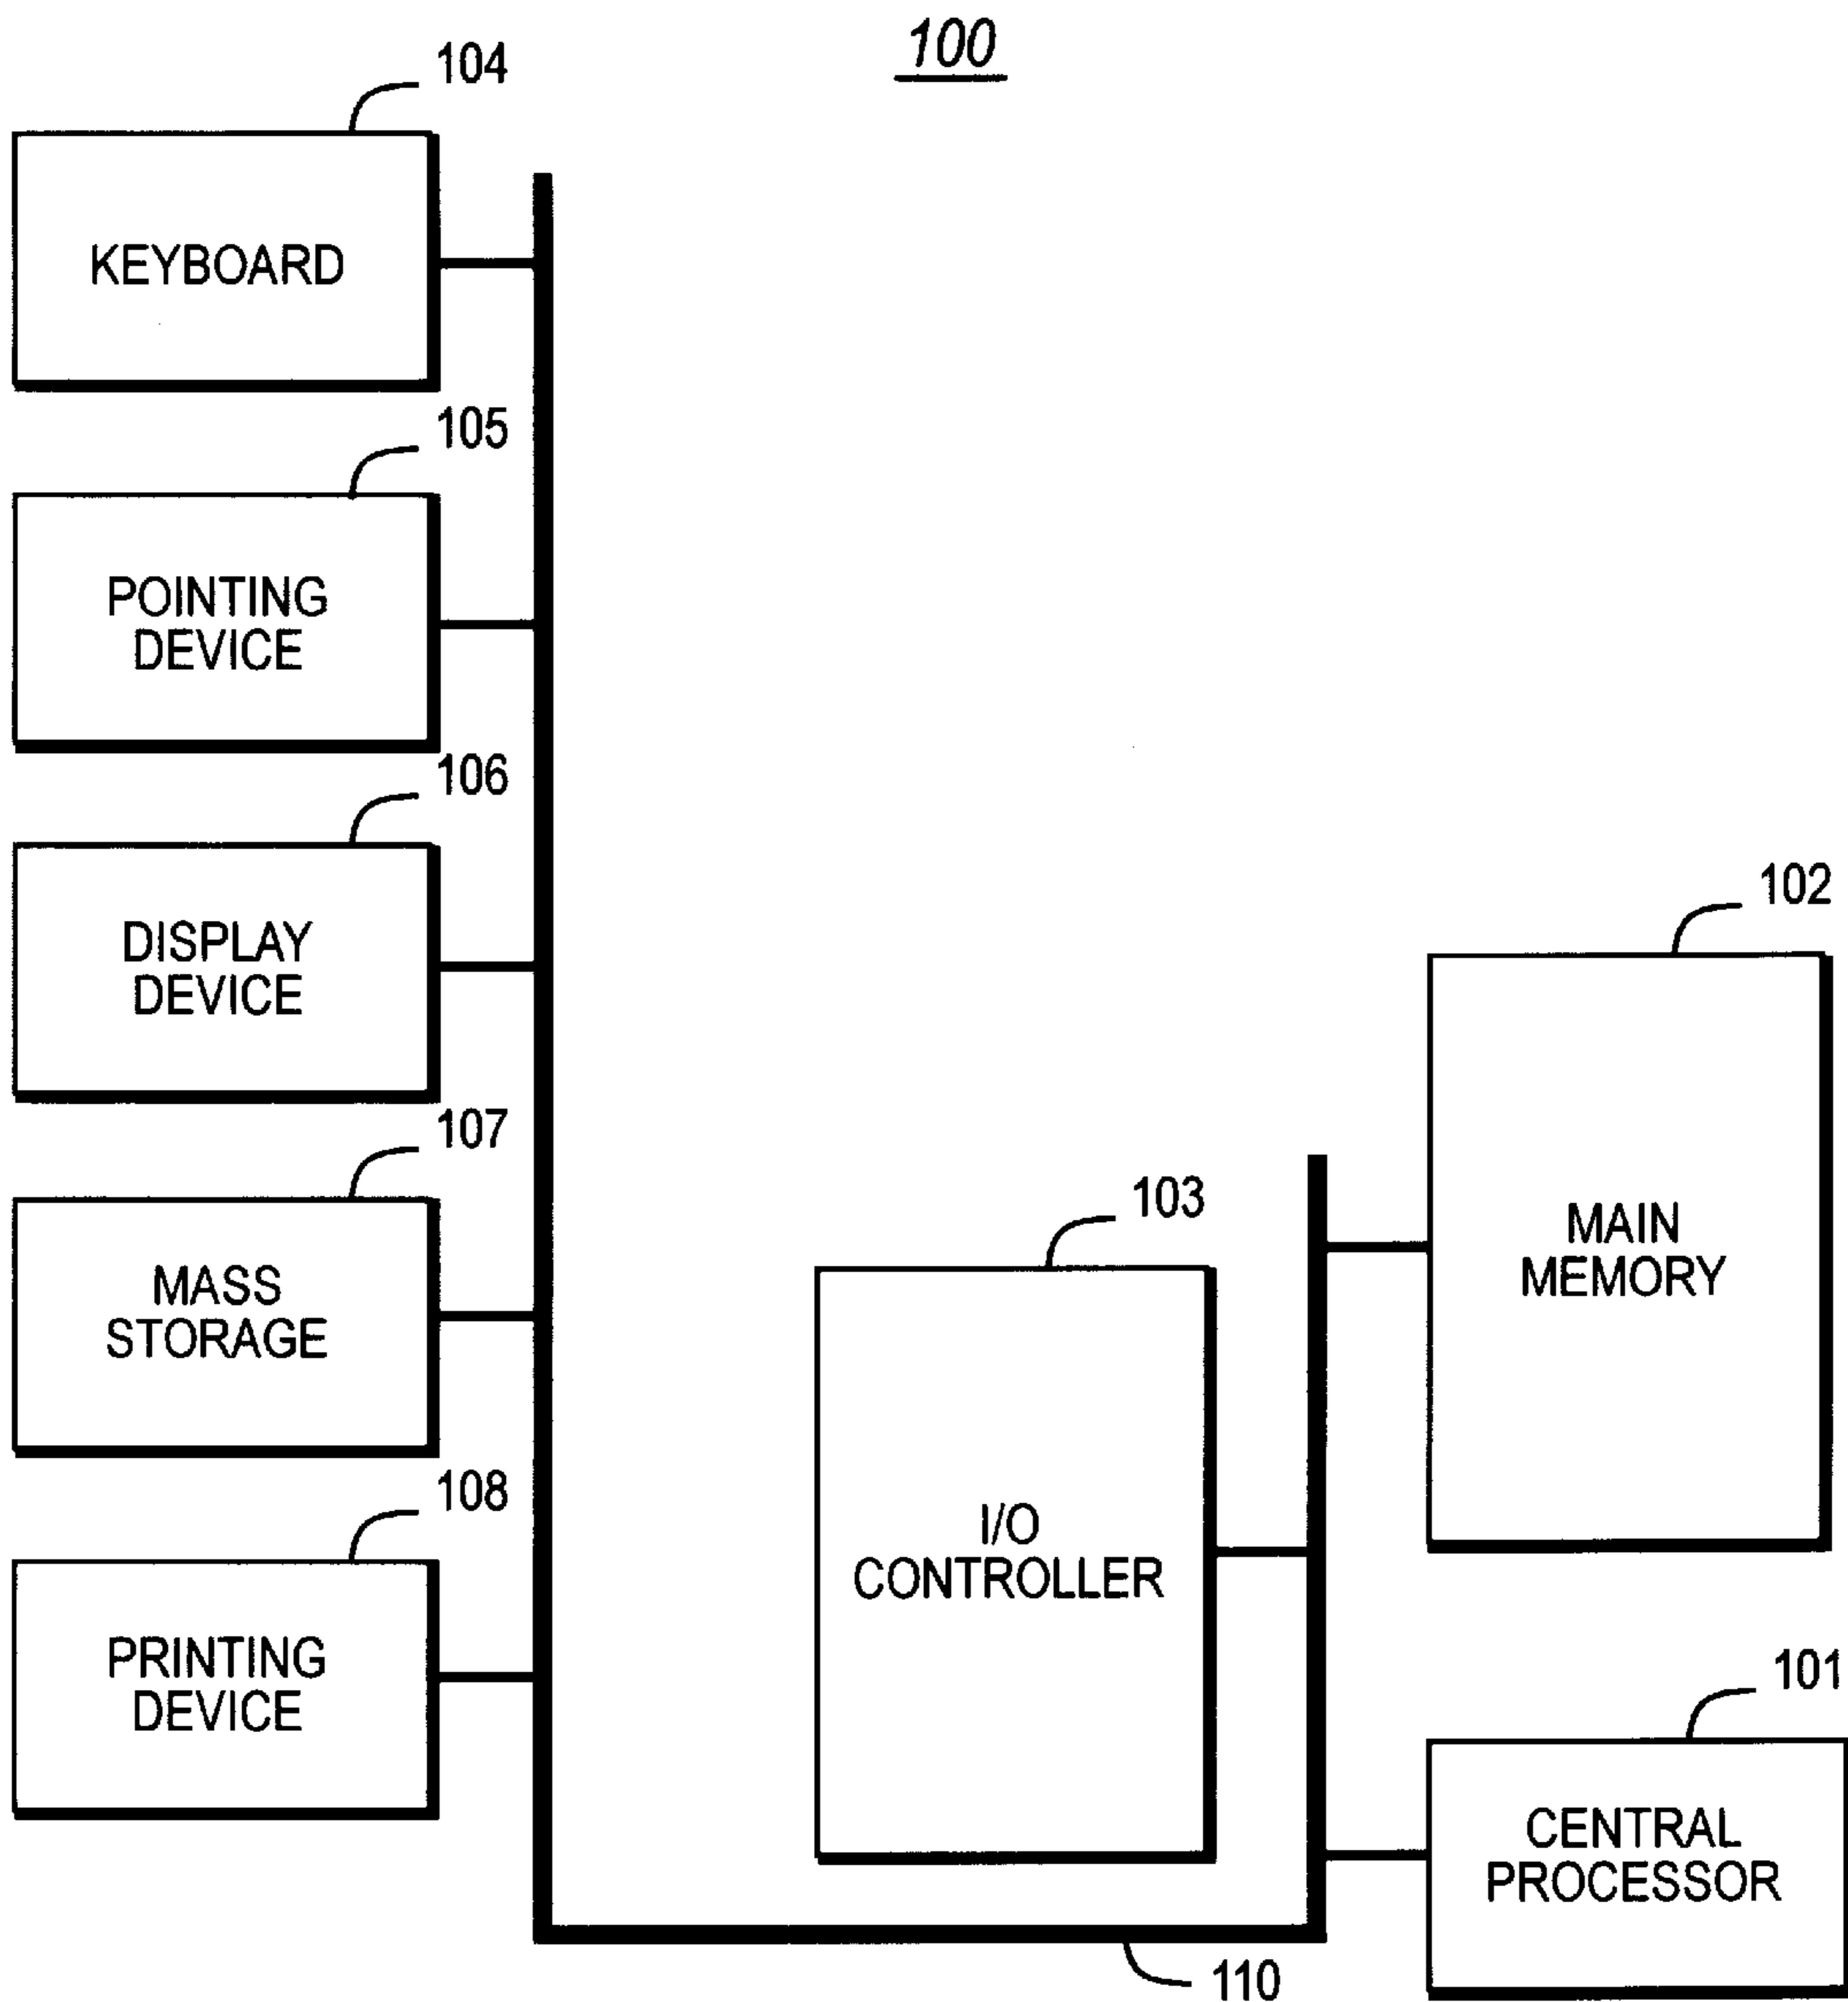 100
104
KEYBOARD
105
POINTING
DEVICE
106
DISPLAY
DEVICE
107
MASS
STORAGE
108
PRINTING
DEVICE
103
I/O
CONTROLLER
102
MAIN
MEMORY
101
CENTRAL
PROCESSOR
110